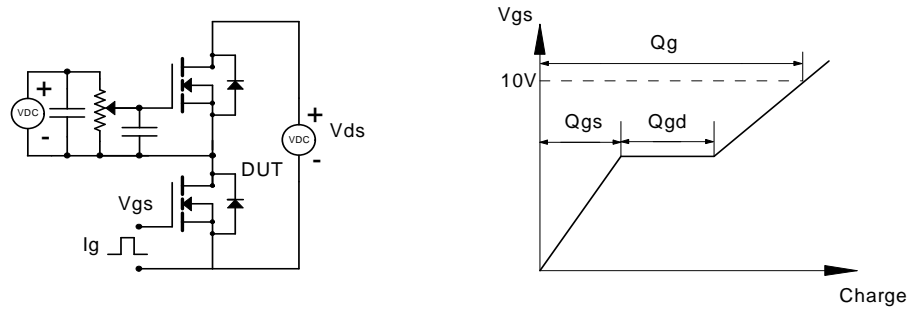 +
VDC
-
+
VDC
-
Vds
DUT
Vgs
Ig
Vgs
Qg
10V
Qgs
Qgd
Charge